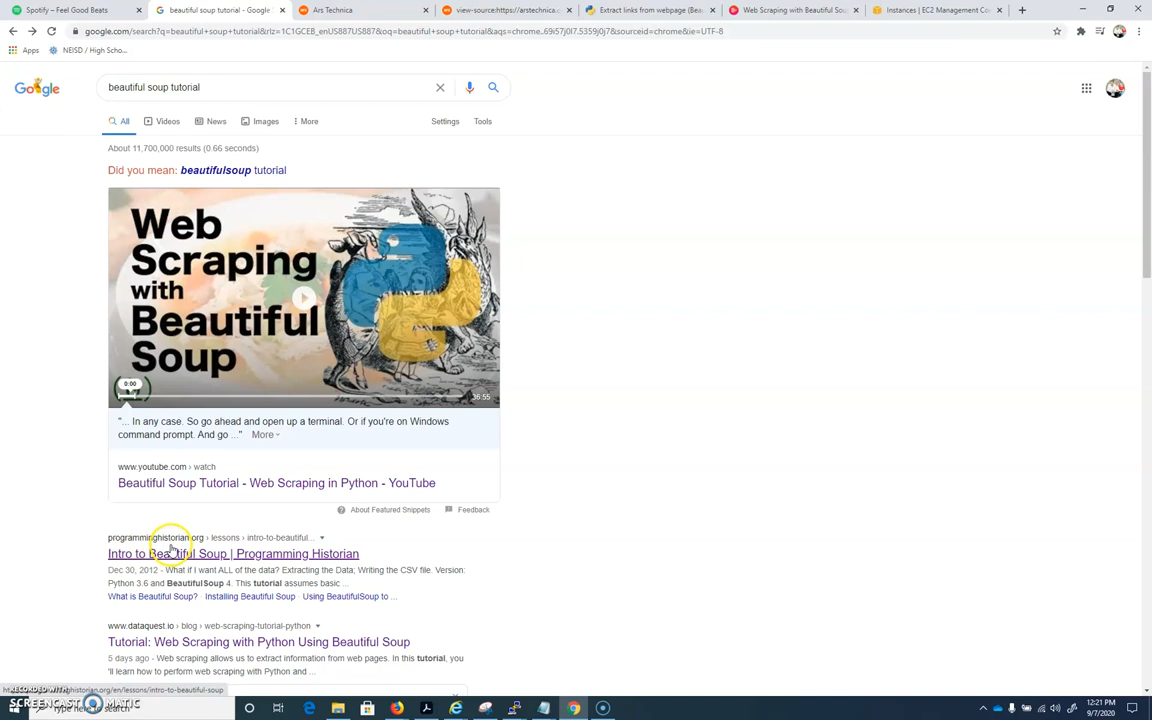 Spotify – Feel Good Beats
beautiful soup tutorial - Google
Ars Technica
view-source:https://arstechnica.c
Extract links from webpage (Beau
Web Scraping with Beautiful Sou
Instances | EC2 Management Co
google.com/search?q=beautiful+soup+tutorial&rlz=1C1GCEB_enUS887US887&oq=beautiful+soup+tutorial&aqs=chrome..69i57j0l7.5359j0j7&sourceid=chrome&ie=UTF-8
Apps
NEISD / High Scho...
Google
beautiful soup tutorial
All
Videos
News
Images
More
Settings
Tools
About 11,700,000 results (0.66 seconds)
Did you mean: beautifulsoup tutorial
Web
Scraping
with
Beautiful
Soup
0:00
36:55
"... In any case. So go ahead and open up a terminal. Or if you're on Windows
command prompt. And go ..." More
www.youtube.com › watch
Beautiful Soup Tutorial - Web Scraping in Python - YouTube
About Featured Snippets
Feedback
programminghistorian.org › lessons › intro-to-beautiful...
Intro to Beautiful Soup | Programming Historian
Dec 30, 2012 - What if I want ALL of the data? Extracting the Data; Writing the CSV file. Version:
Python 3.6 and BeautifulSoup 4. This tutorial assumes basic ...
What is Beautiful Soup? · Installing Beautiful Soup · Using BeautifulSoup to ...
www.dataquest.io › blog › web-scraping-tutorial-python
Tutorial: Web Scraping with Python Using Beautiful Soup
5 days ago - Web scraping allows us to extract information from web pages. In this tutorial, you
'll learn how to perform web scraping with Python and ...
RECORDED WITH
SCREENCAST MATIC
12:21 PM
9/7/2020